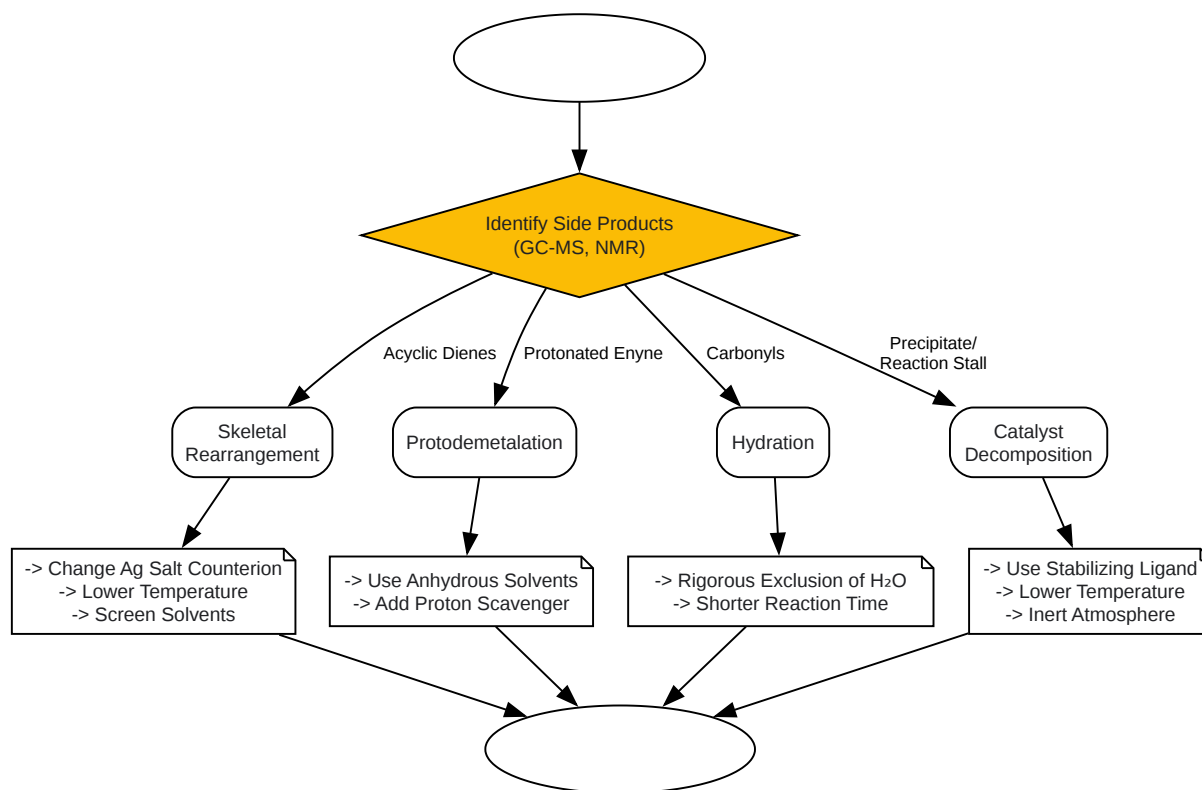 Identify Side Products
(GC-MS, NMR)
Acyclic Dienes
Protonated Enyne
Carbonyls
Precipitate/
Reaction Stall
Skeletal
Rearrangement
Protodemetalation
Hydration
Catalyst
Decomposition
-> Change Ag Salt Counterion
-> Lower Temperature
-> Screen Solvents
-> Use Anhydrous Solvents
-> Add Proton Scavenger
-> Rigorous Exclusion of H₂O
-> Shorter Reaction Time
-> Use Stabilizing Ligand
-> Lower Temperature
-> Inert Atmosphere